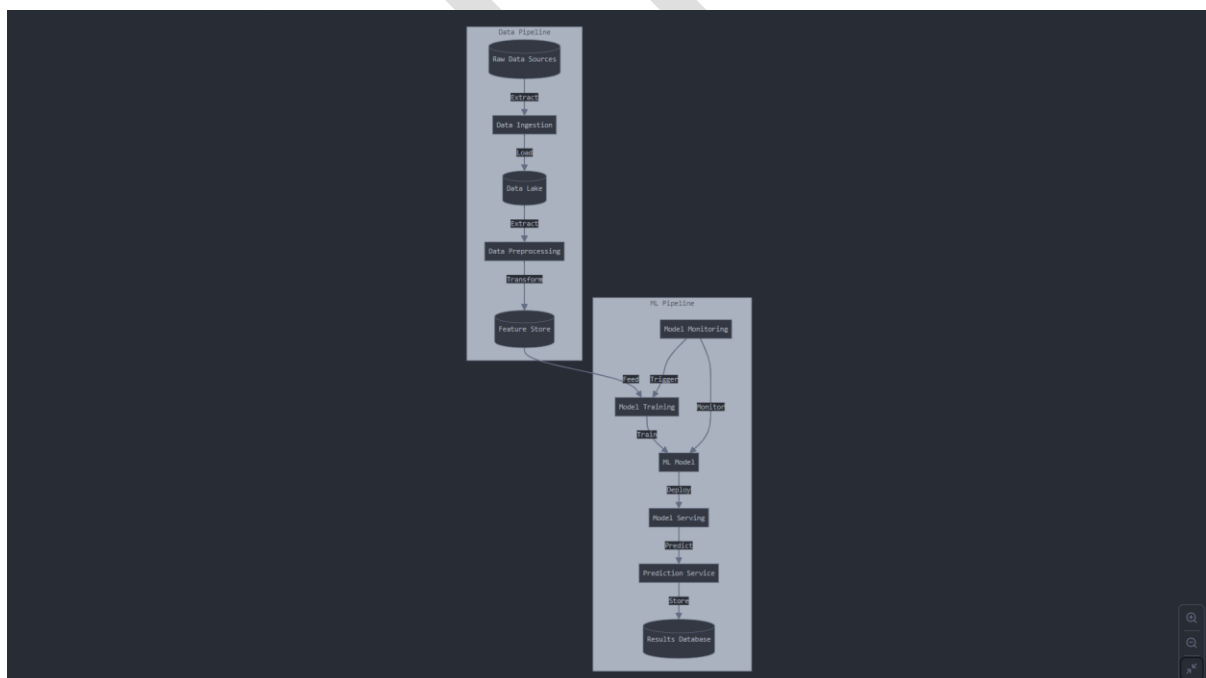 Data Pipeline
Raw Data Sources
Extract
Data Ingestion
Load
Data Lake
Extract
Data Preprocessing
Transform
Feature Store
ML Pipeline
Model Monitoring
Feed
Trigger
Model Training
Monitor
Train
ML Model
Deploy
Model Serving
Predict
Prediction Service
Store
Results Database